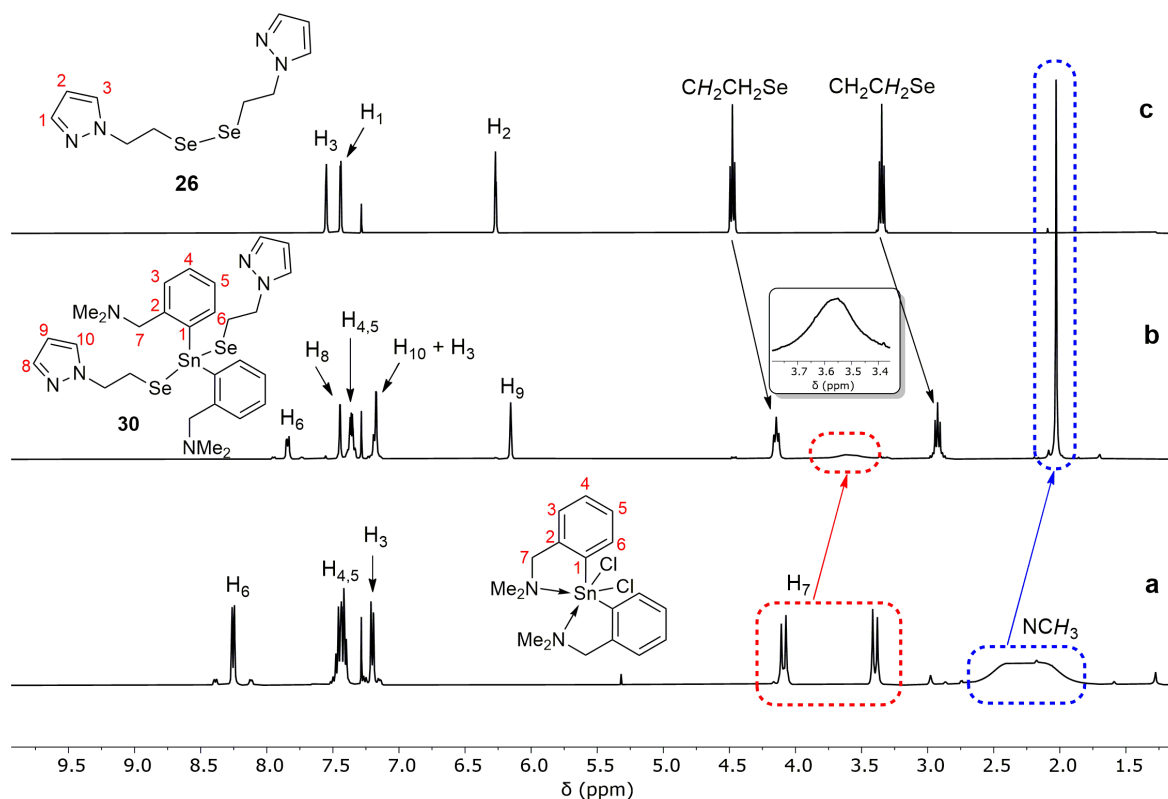 N
N
2
3
1
N
N
Se
Se
26
H3
H1
H2
CH2CH2Se
CH2CH2Se
c
4
3
5
2
6
1
7
Me2N
N
N
Se
Sn
Se
9
10
8
N
N
NMe2
30
H6
H8
H4,5
H10 + H3
H9
3.7 3.6 3.5 3.4
δ (ppm)
b
4
3
5
2
6
7
1
Cl
Cl
Me2N
Sn
Me2N
H6
H4,5
H3
H7
NCH3
a
9.5 9.0 8.5 8.0 7.5 7.0 6.5 6.0 5.5 5.0 4.5 4.0 3.5 3.0 2.5 2.0 1.5
δ (ppm)